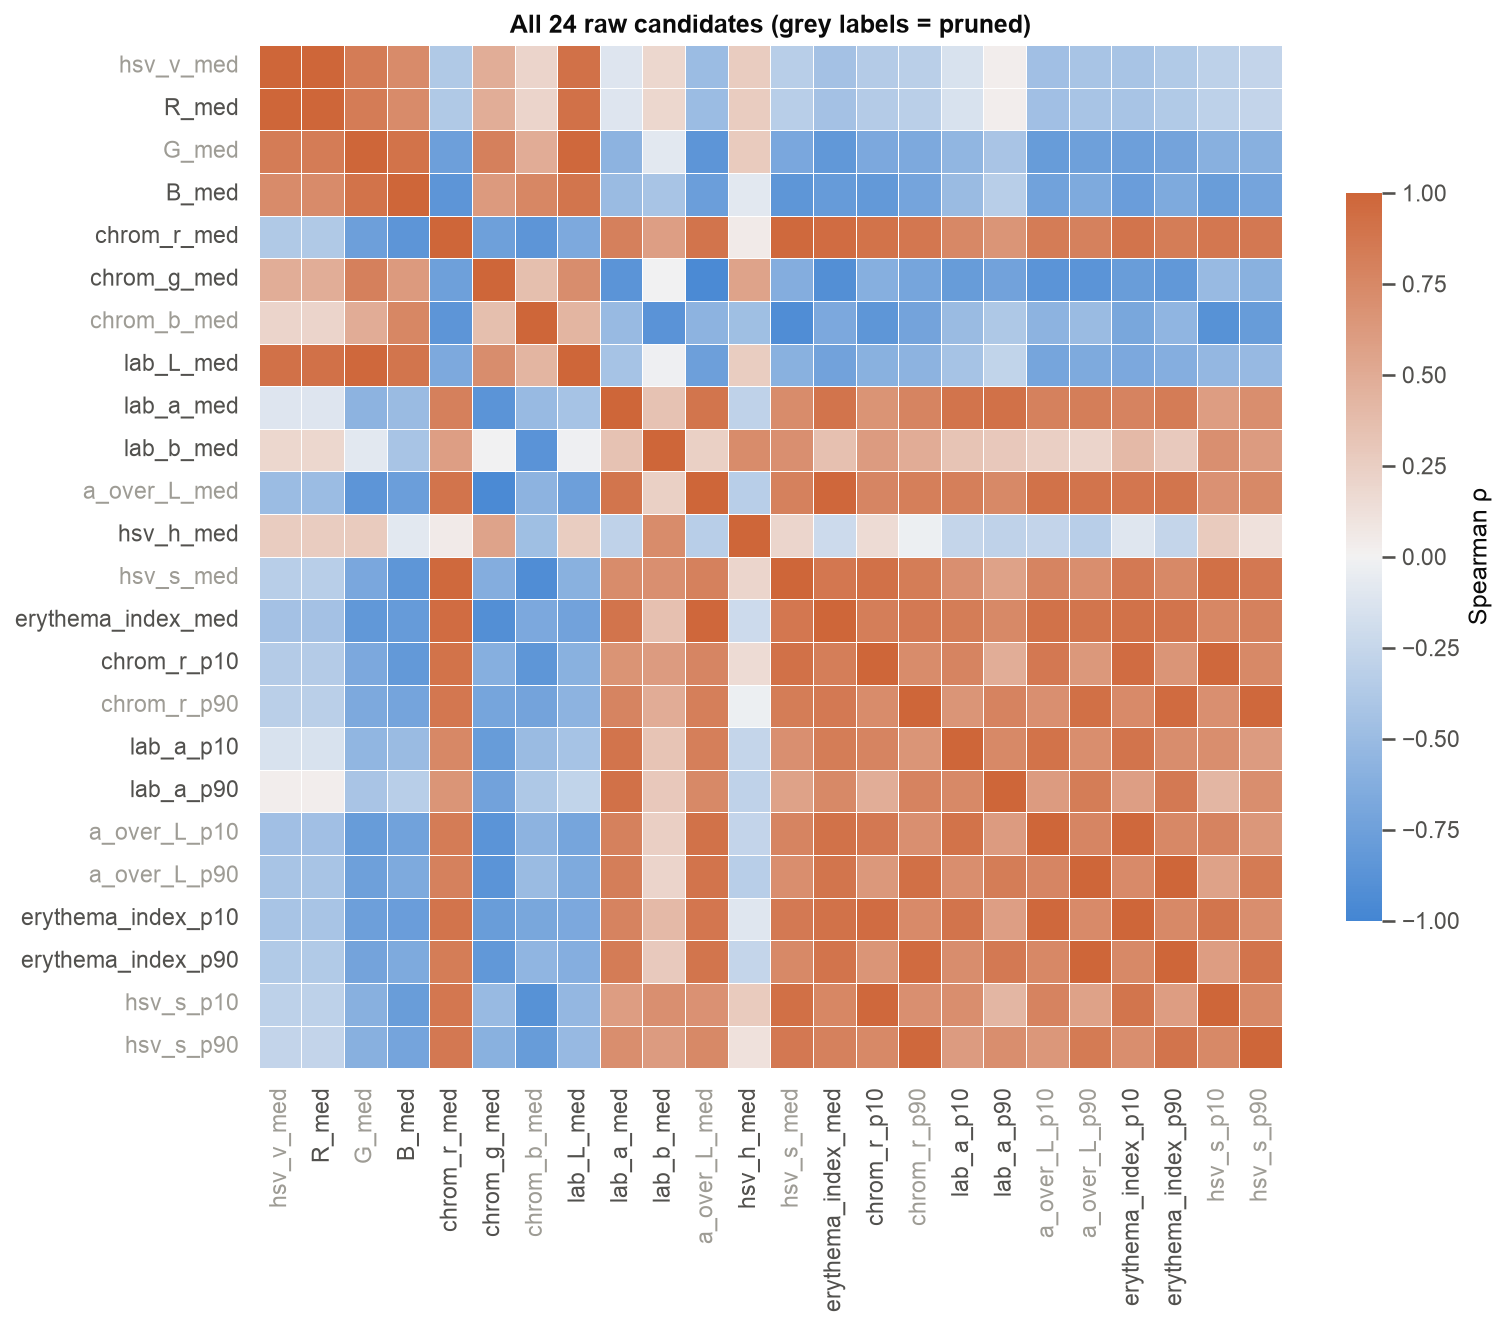 All 24 raw candidates (grey labels = pruned)
hsv_v_med
R_med
G_med
B_med
chrom_r_med
chrom_g_med
chrom_b_med
lab_L_med
lab_a_med
lab_b_med
a_over_L_med
hsv_h_med
hsv_s_med
erythema_index_med
chrom_r_p10
chrom_r_p90
lab_a_p10
lab_a_p90
a_over_L_p10
a_over_L_p90
erythema_index_p10
erythema_index_p90
hsv_s_p10
hsv_s_p90
hsv_v_med
R_med
G_med
B_med
chrom_r_med
chrom_g_med
chrom_b_med
lab_L_med
lab_a_med
lab_b_med
a_over_L_med
hsv_h_med
hsv_s_med
erythema_index_med
chrom_r_p10
chrom_r_p90
lab_a_p10
lab_a_p90
a_over_L_p10
a_over_L_p90
erythema_index_p10
erythema_index_p90
hsv_s_p10
hsv_s_p90
1.00
0.75
0.50
0.25
0.00
−0.25
−0.50
−0.75
−1.00
Spearman ρ